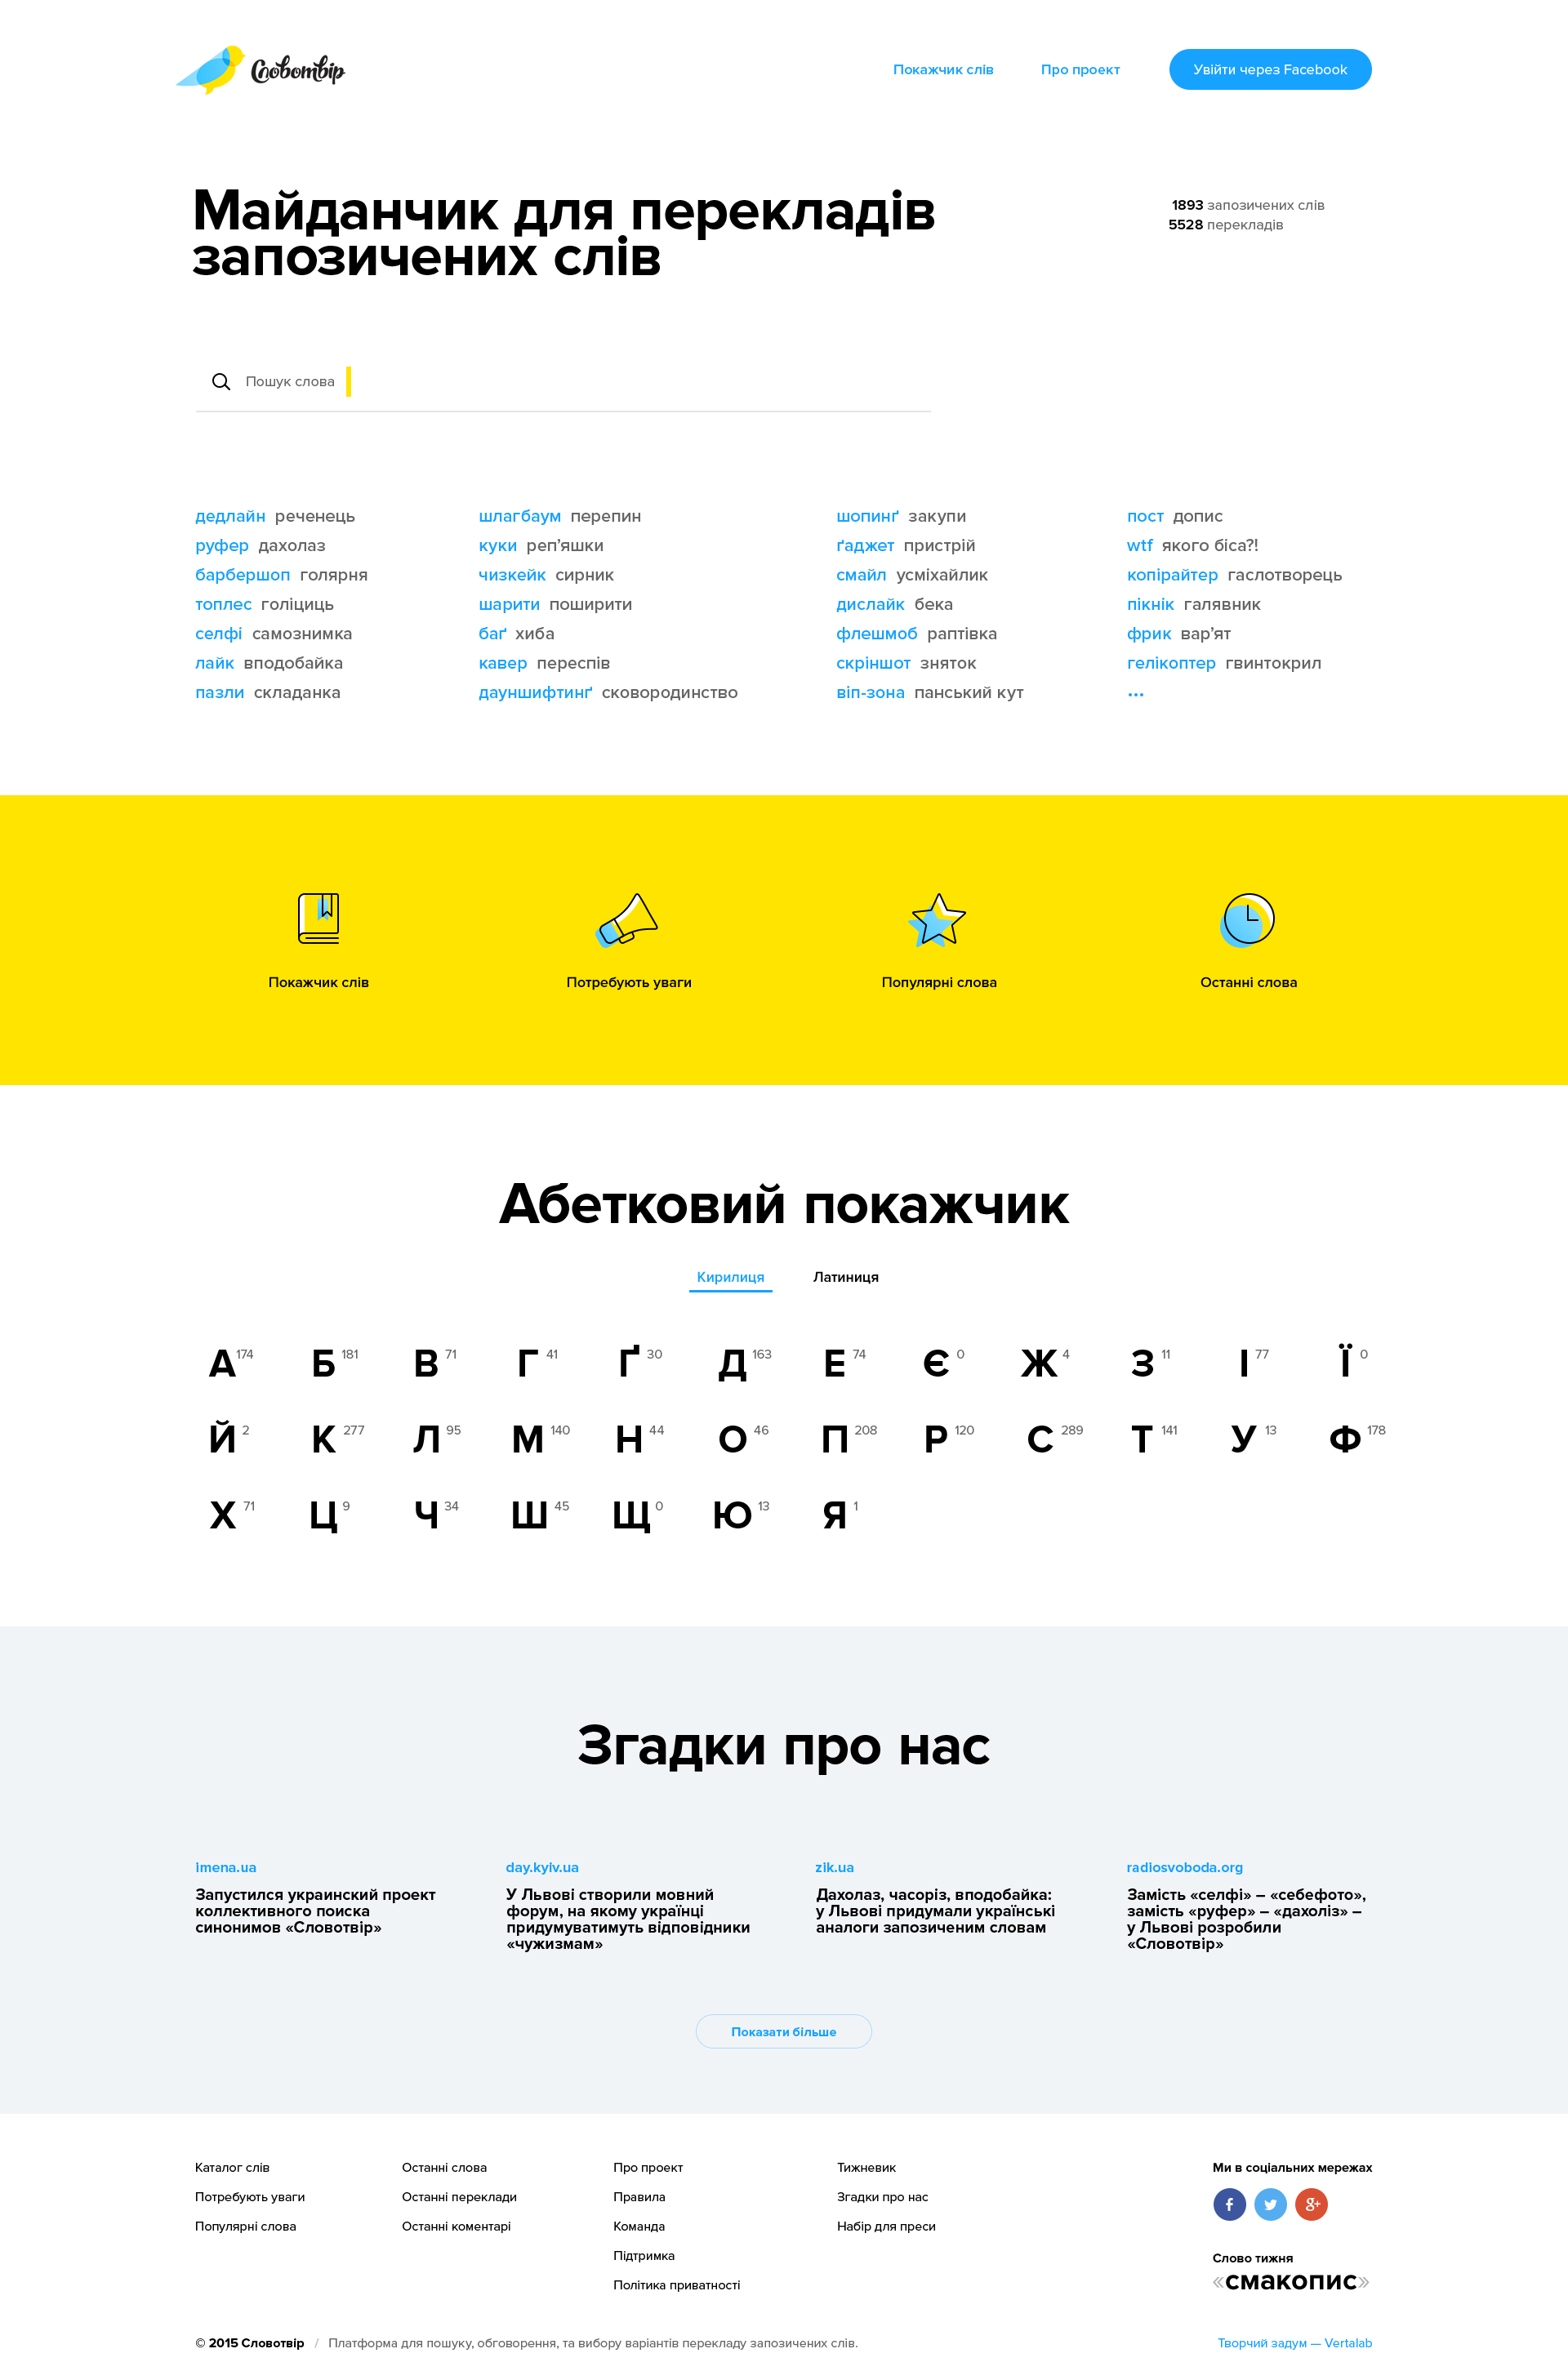 Словотвір
Покажчик слів
Про проект
Увійти через Facebook
Майданчик для перекладів
запозичених слів
1893 запозичених слів
5528 перекладів
Пошук слова
дедлайн реченець
руфер дахолаз
барбершоп голярня
топлес голіциць
селфі самознимка
лайк вподобайка
пазли складанка
шлагбаум перепин
куки реп’яшки
чизкейк сирник
шарити поширити
баґ хиба
кавер переспів
дауншифтинґ сковородинство
шопинґ закупи
ґаджет пристрій
смайл усміхайлик
дислайк бека
флешмоб раптівка
скріншот зняток
віп-зона панський кут
пост допис
wtf якого біса?!
копірайтер гаслотворець
пікнік галявник
фрик вар’ят
гелікоптер гвинтокрил
...
Покажчик слів
Потребують уваги
Популярні слова
Останні слова
Абетковий покажчик
Кирилиця
Латиниця
А 174 Б 181 В 71 Г 41 Ґ 30 Д 163 Е 74 Є 0 Ж 4 З 11 І 77 Ї 0
Й 2 К 277 Л 95 М 140 Н 44 О 46 П 208 Р 120 С 289 Т 141 У 13 Ф 178
Х 71 Ц 9 Ч 34 Ш 45 Щ 0 Ю 13 Я 1
Згадки про нас
imena.ua
Запустился украинский проект
коллективного поиска
синонимов «Словотвір»
day.kyiv.ua
У Львові створили мовний
форум, на якому українці
придумуватимуть відповідники
«чужизмам»
zik.ua
Дахолаз, часоріз, вподобайка:
у Львові придумали українські
аналоги запозиченим словам
radiosvoboda.org
Замість «селфі» – «себефото»,
замість «руфер» – «дахоліз» –
у Львові розробили
«Словотвір»
Показати більше
Каталог слів
Потребують уваги
Популярні слова
Останні слова
Останні переклади
Останні коментарі
Про проект
Правила
Команда
Підтримка
Політика приватності
Тижневик
Згадки про нас
Набір для преси
Ми в соціальних мережах
f
g+
Слово тижня
«смакопис»
© 2015 Словотвір / Платформа для пошуку, обговорення, та вибору варіантів перекладу запозичених слів.
Творчий задум — Vertalab